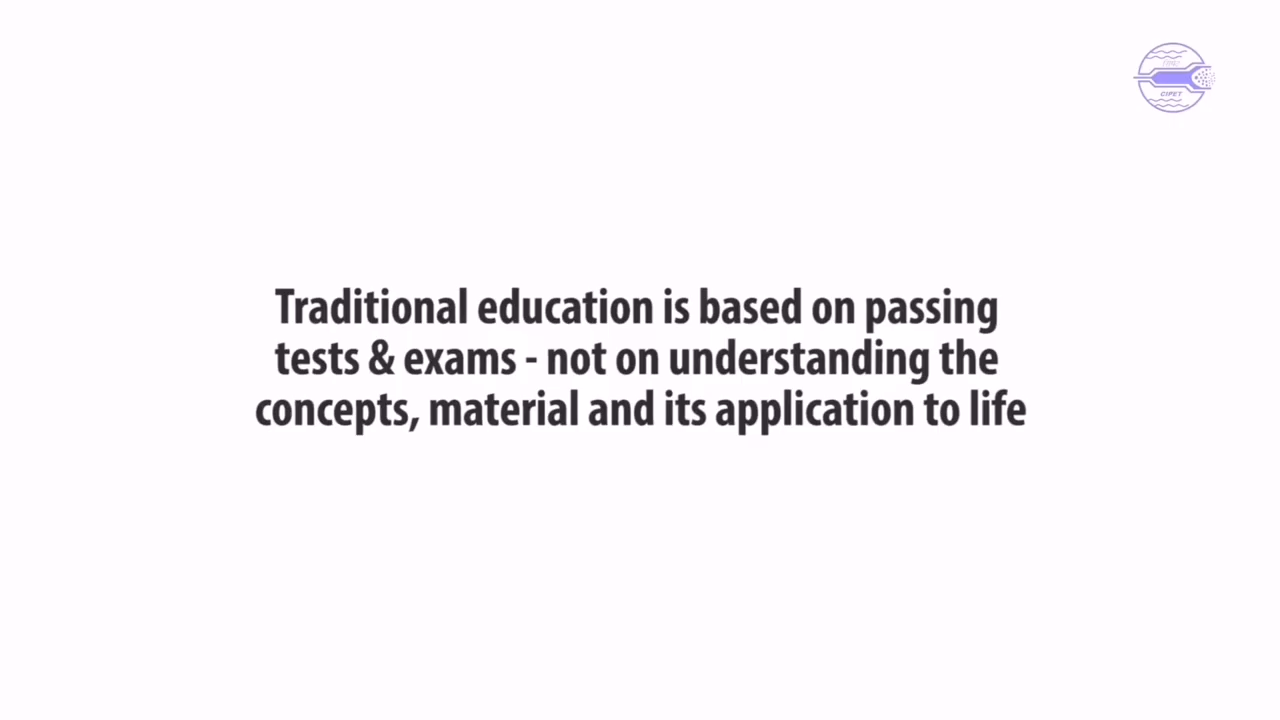 CIPET
Traditional education is based on passing
tests & exams - not on understanding the
concepts, material and its application to life